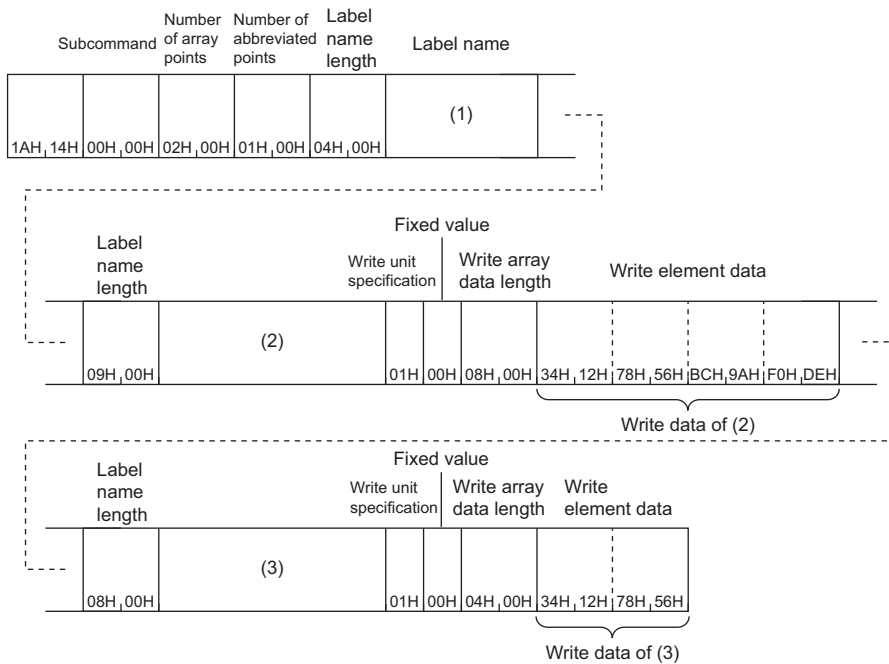 Subcommand
Number of array points
Number of abbreviated points
Label name length
Label name
1AH 14H 00H 00H 02H 00H 01H 00H 04H 00H
(1)
Fixed value
Label name length
Write unit specification
Write array data length
Write element data
09H 00H
(2)
01H 00H 08H 00H 34H 12H 78H 56H BCH 9AH F0H DEH
Write data of (2)
Fixed value
Label name length
Write unit specification
Write array data length
Write element data
08H 00H
(3)
01H 00H 04H 00H 34H 12H 78H 56H
Write data of (3)